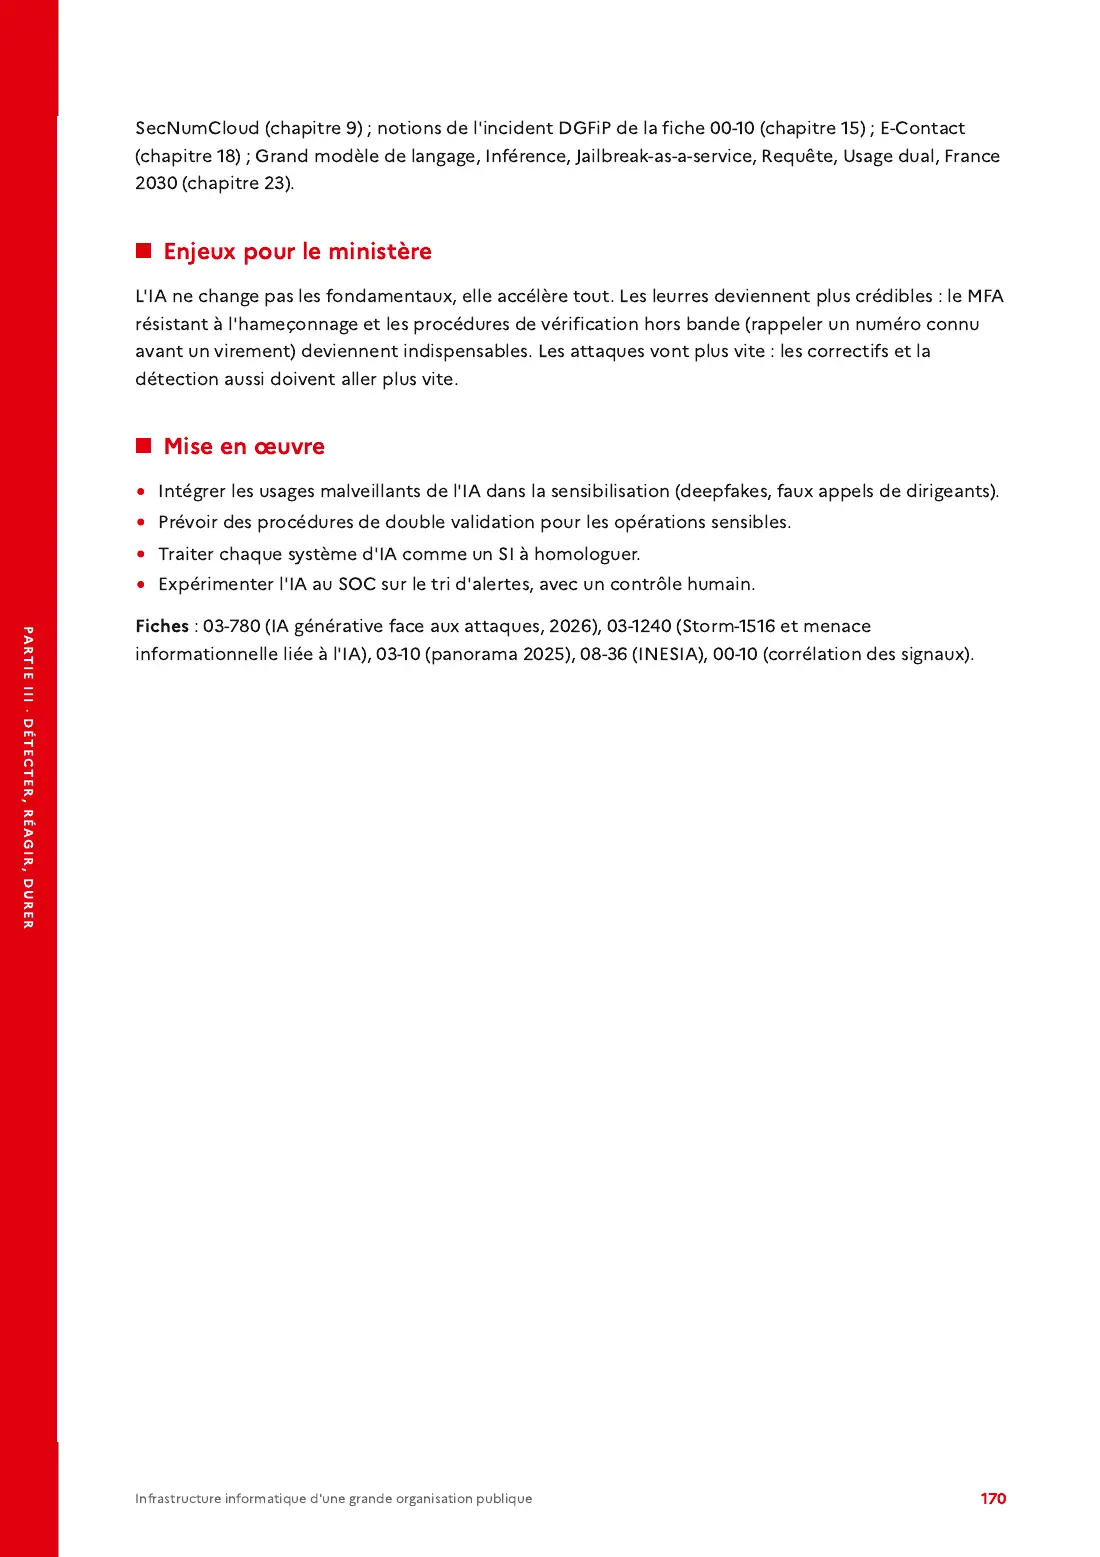 SecNumCloud (chapitre 9) ; notions de l'incident DGFiP de la fiche 00-10 (chapitre 15) ; E-Contact
(chapitre 18) ; Grand modèle de langage, Inférence, Jailbreak-as-a-service, Requête, Usage dual, France
2030 (chapitre 23).
Enjeux pour le ministère
L'IA ne change pas les fondamentaux, elle accélère tout. Les leurres deviennent plus crédibles : le MFA
résistant à l'hameçonnage et les procédures de vérification hors bande (rappeler un numéro connu
avant un virement) deviennent indispensables. Les attaques vont plus vite : les correctifs et la
détection aussi doivent aller plus vite.
Mise en œuvre
• Intégrer les usages malveillants de l'IA dans la sensibilisation (deepfakes, faux appels de dirigeants).
• Prévoir des procédures de double validation pour les opérations sensibles.
• Traiter chaque système d'IA comme un SI à homologuer.
• Expérimenter l'IA au SOC sur le tri d'alertes, avec un contrôle humain.
Fiches : 03-780 (IA générative face aux attaques, 2026), 03-1240 (Storm-1516 et menace
informationnelle liée à l'IA), 03-10 (panorama 2025), 08-36 (INESIA), 00-10 (corrélation des signaux).
PARTIE III · DÉTECTER, RÉAGIR, DURER
Infrastructure informatique d'une grande organisation publique
170